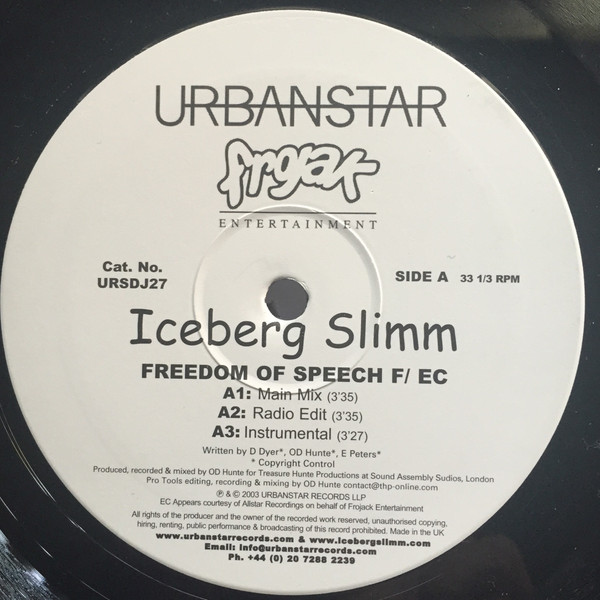 URBANSTAR
frojak
ENTERTAINMENT
Cat. No.
URSDJ27
SIDE A 33 1/3 RPM
Iceberg Slimm
FREEDOM OF SPEECH F/ EC
A1: Main Mix (3'35)
A2: Radio Edit (3'35)
A3: Instrumental (3'27)
Written by D Dyer*, OD Hunte*, E Peters*
* Copyright Control
Produced, recorded & mixed by OD Hunte for Treasure Hunte Productions at Sound Assembly Sudios, London
Pro Tools editing, recording & mixing by OD Hunte contact@thp-online.com
℗ & © 2003 URBANSTAR RECORDS LLP
EC Appears courtesy of Allstar Recordings on behalf of Frojack Entertainment
All rights of the producer and the owner of the recorded work reserved, unauthorised copying,
hiring, renting, public performance & broadcasting of this record prohibited. Made in the UK
www.urbanstarrecords.com & www.icebergslimm.com
Email: info@urbanstarrecords.com
Ph. +44 (0) 20 7288 2239